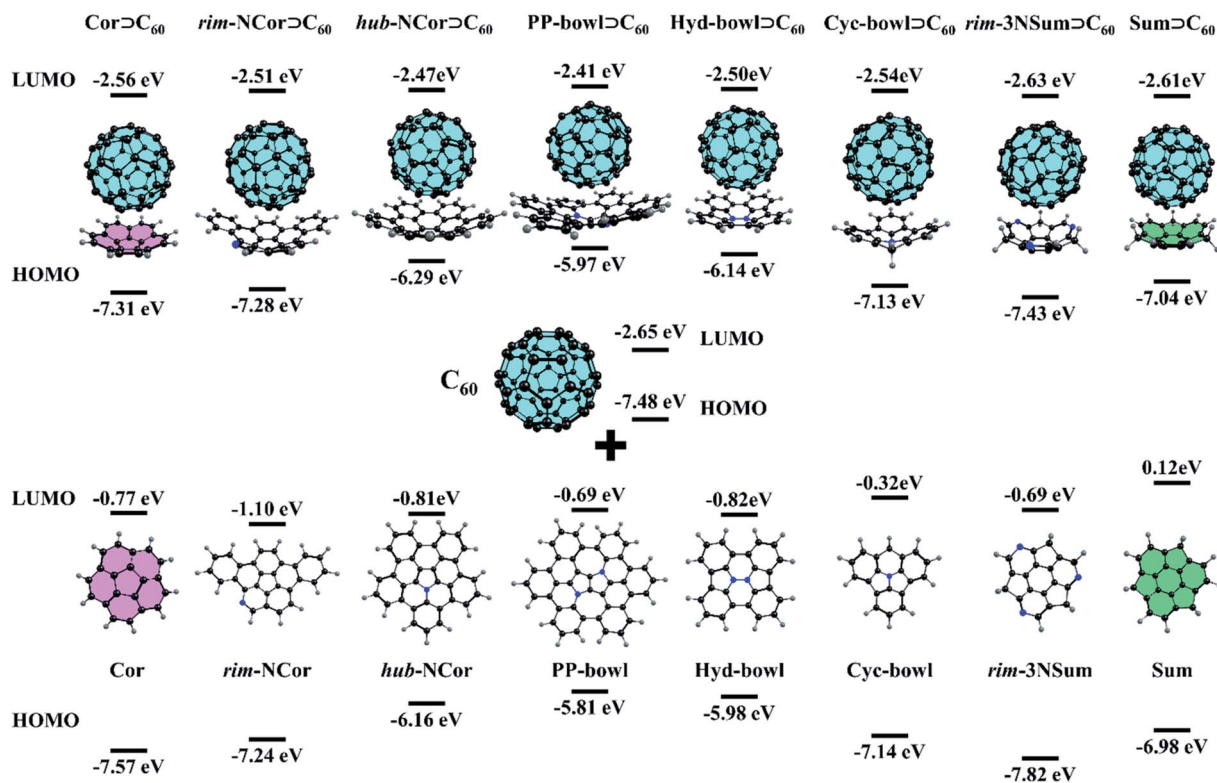 Cor⊃C60 rim-NCor⊃C60 hub-NCor⊃C60 PP-bowl⊃C60 Hyd-bowl⊃C60 Cyc-bowl⊃C60 rim-3NSum⊃C60 Sum⊃C60
LUMO -2.56 eV -2.51 eV -2.47eV -2.41 eV -2.50 eV -2.54eV -2.63 eV -2.61eV
HOMO -7.31 eV -7.28 eV -6.29 eV -5.97 eV -6.14 eV -7.13 eV -7.43 eV -7.04 eV
-2.65 eV LUMO
C60
-7.48 eV HOMO
+
LUMO -0.77 eV -1.10 eV -0.81eV -0.69 eV -0.82eV -0.32eV -0.69 eV 0.12eV
Cor rim-NCor hub-NCor PP-bowl Hyd-bowl Cyc-bowl rim-3NSum Sum
HOMO -7.57 eV -7.24 eV -6.16 eV -5.81 eV -5.98 eV -7.14 eV -7.82 eV -6.98 eV